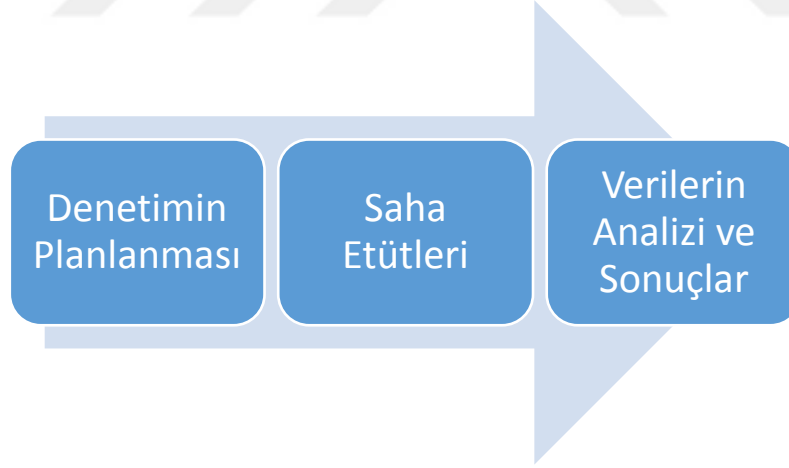 Denetimin
Planlanması
Saha
Etütleri
Verilerin
Analizi ve
Sonuçlar